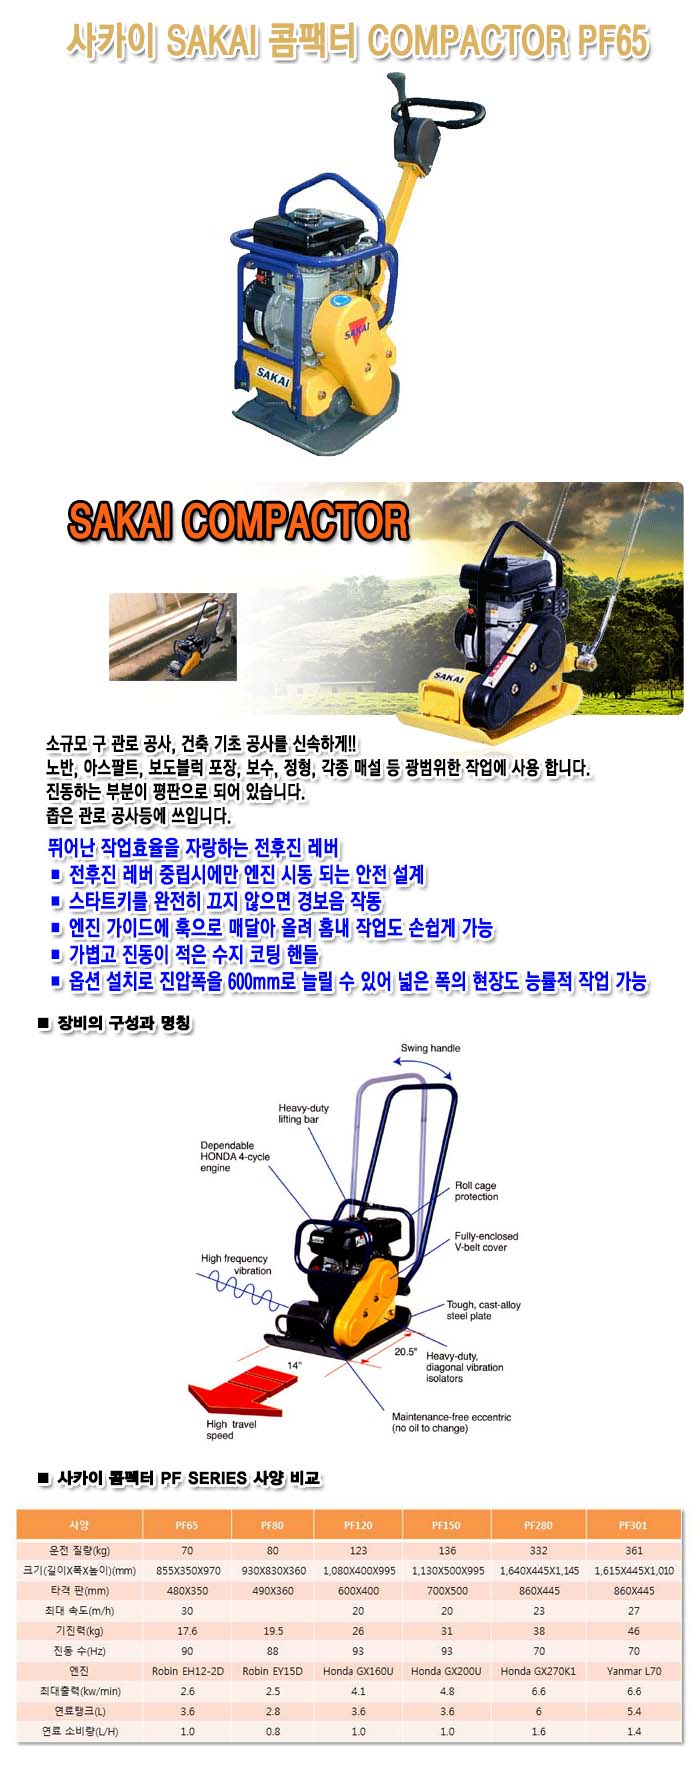 사카이 SAKAI 콤팩터 COMPACTOR PF65
SAKAI
SAKAI
SAKAI COMPACTOR
SAKAI
소규모 구 관로 공사, 건축 기초 공사를 신속하게!!
노반, 아스팔트, 보도블럭 포장, 보수, 정형, 각종 매설 등 광범위한 작업에 사용 합니다.
진동하는 부분이 평판으로 되어 있습니다.
좁은 관로 공사등에 쓰입니다.
뛰어난 작업효율을 자랑하는 전후진 레버
■ 전후진 레버 중립시에만 엔진 시동 되는 안전 설계
■ 스타트키를 완전히 끄지 않으면 경보음 작동
■ 엔진 가이드에 훅으로 매달아 올려 홈내 작업도 손쉽게 가능
■ 가볍고 진동이 적은 수지 코팅 핸들
■ 옵션 설치로 진압폭을 600mm로 늘릴 수 있어 넓은 폭의 현장도 능률적 작업 가능
■ 장비의 구성과 명칭
Swing handle
Heavy-duty
lifting bar
Dependable
HONDA 4-cycle
engine
Roll cage
protection
Fully-enclosed
V-belt cover
High frequency
vibration
Tough, cast-alloy
steel plate
20.5"
14"
Heavy-duty,
diagonal vibration
isolators
High travel
speed
Maintenance-free eccentric
(no oil to change)
■ 사카이 콤펙터 PF SERIES 사양 비교
사양 PF65 PF80 PF120 PF150 PF280 PF301
운전 질량(kg) 70 80 123 136 332 361
크기(길이X폭X높이)(mm) 855X350X970 930X830X360 1,080X400X995 1,130X500X995 1,640X445X1,145 1,615X445X1,010
타격 판(mm) 480X350 490X360 600X400 700X500 860X445 860X445
최대 속도(m/h) 30 20 20 23 27
기진력(kg) 17.6 19.5 26 31 38 46
진동 수(Hz) 90 88 93 93 70 70
엔진 Robin EH12-2D Robin EY15D Honda GX160U Honda GX200U Honda GX270K1 Yanmar L70
최대출력(kw/min) 2.6 2.5 4.1 4.8 6.6 6.6
연료탱크(L) 3.6 2.8 3.6 3.6 6 5.4
연료 소비량(L/H) 1.0 0.8 1.0 1.0 1.6 1.4